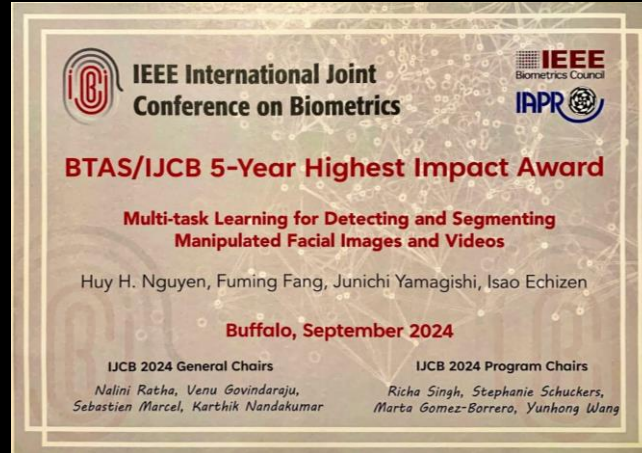 IEEE International Joint
Conference on Biometrics
IEEE
Biometrics Council
IAPR
BTAS/IJCB 5-Year Highest Impact Award
Multi-task Learning for Detecting and Segmenting
Manipulated Facial Images and Videos
Huy H. Nguyen, Fuming Fang, Junichi Yamagishi, Isao Echizen
Buffalo, September 2024
IJCB 2024 General Chairs
Nalini Ratha, Venu Govindaraju,
Sebastien Marcel, Karthik Nandakumar
IJCB 2024 Program Chairs
Richa Singh, Stephanie Schuckers,
Marta Gomez-Borrero, Yunhong Wang